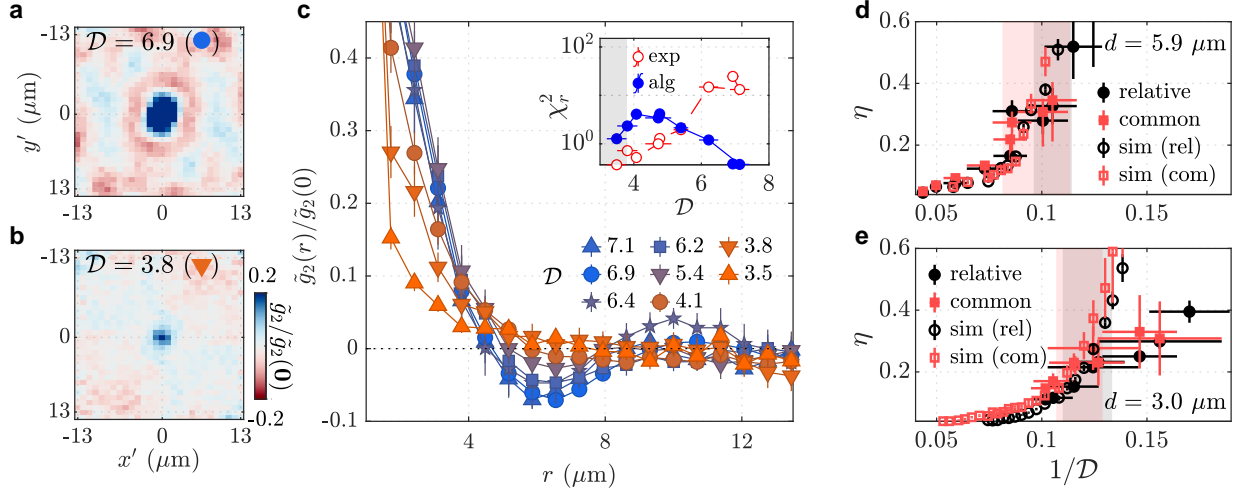 a
-13
0
13
y′ (μm)
𝒟 = 6.9 ( )
-13 0 13
b
-13
0
13
𝒟 = 3.8 ( )
-13 0 13
x′ (μm)
0.2
-0.2
g̃₂/g̃₂(0)
c
0.4
0.3
0.2
0.1
0
-0.1
g̃₂(r)/g̃₂(0)
4 8 12
r (μm)
10²
10⁰
χᵣ²
exp
alg
4 6 8
𝒟
𝒟
7.1 6.2 3.8
6.9 5.4 3.5
6.4 4.1
d
0.6
0.4
0.2
η
d = 5.9 μm
relative
common
sim (rel)
sim (com)
0.05 0.1 0.15
e
0.6
0.4
0.2
η
relative
common
sim (rel)
sim (com)
d = 3.0 μm
0.05 0.1 0.15
1/𝒟